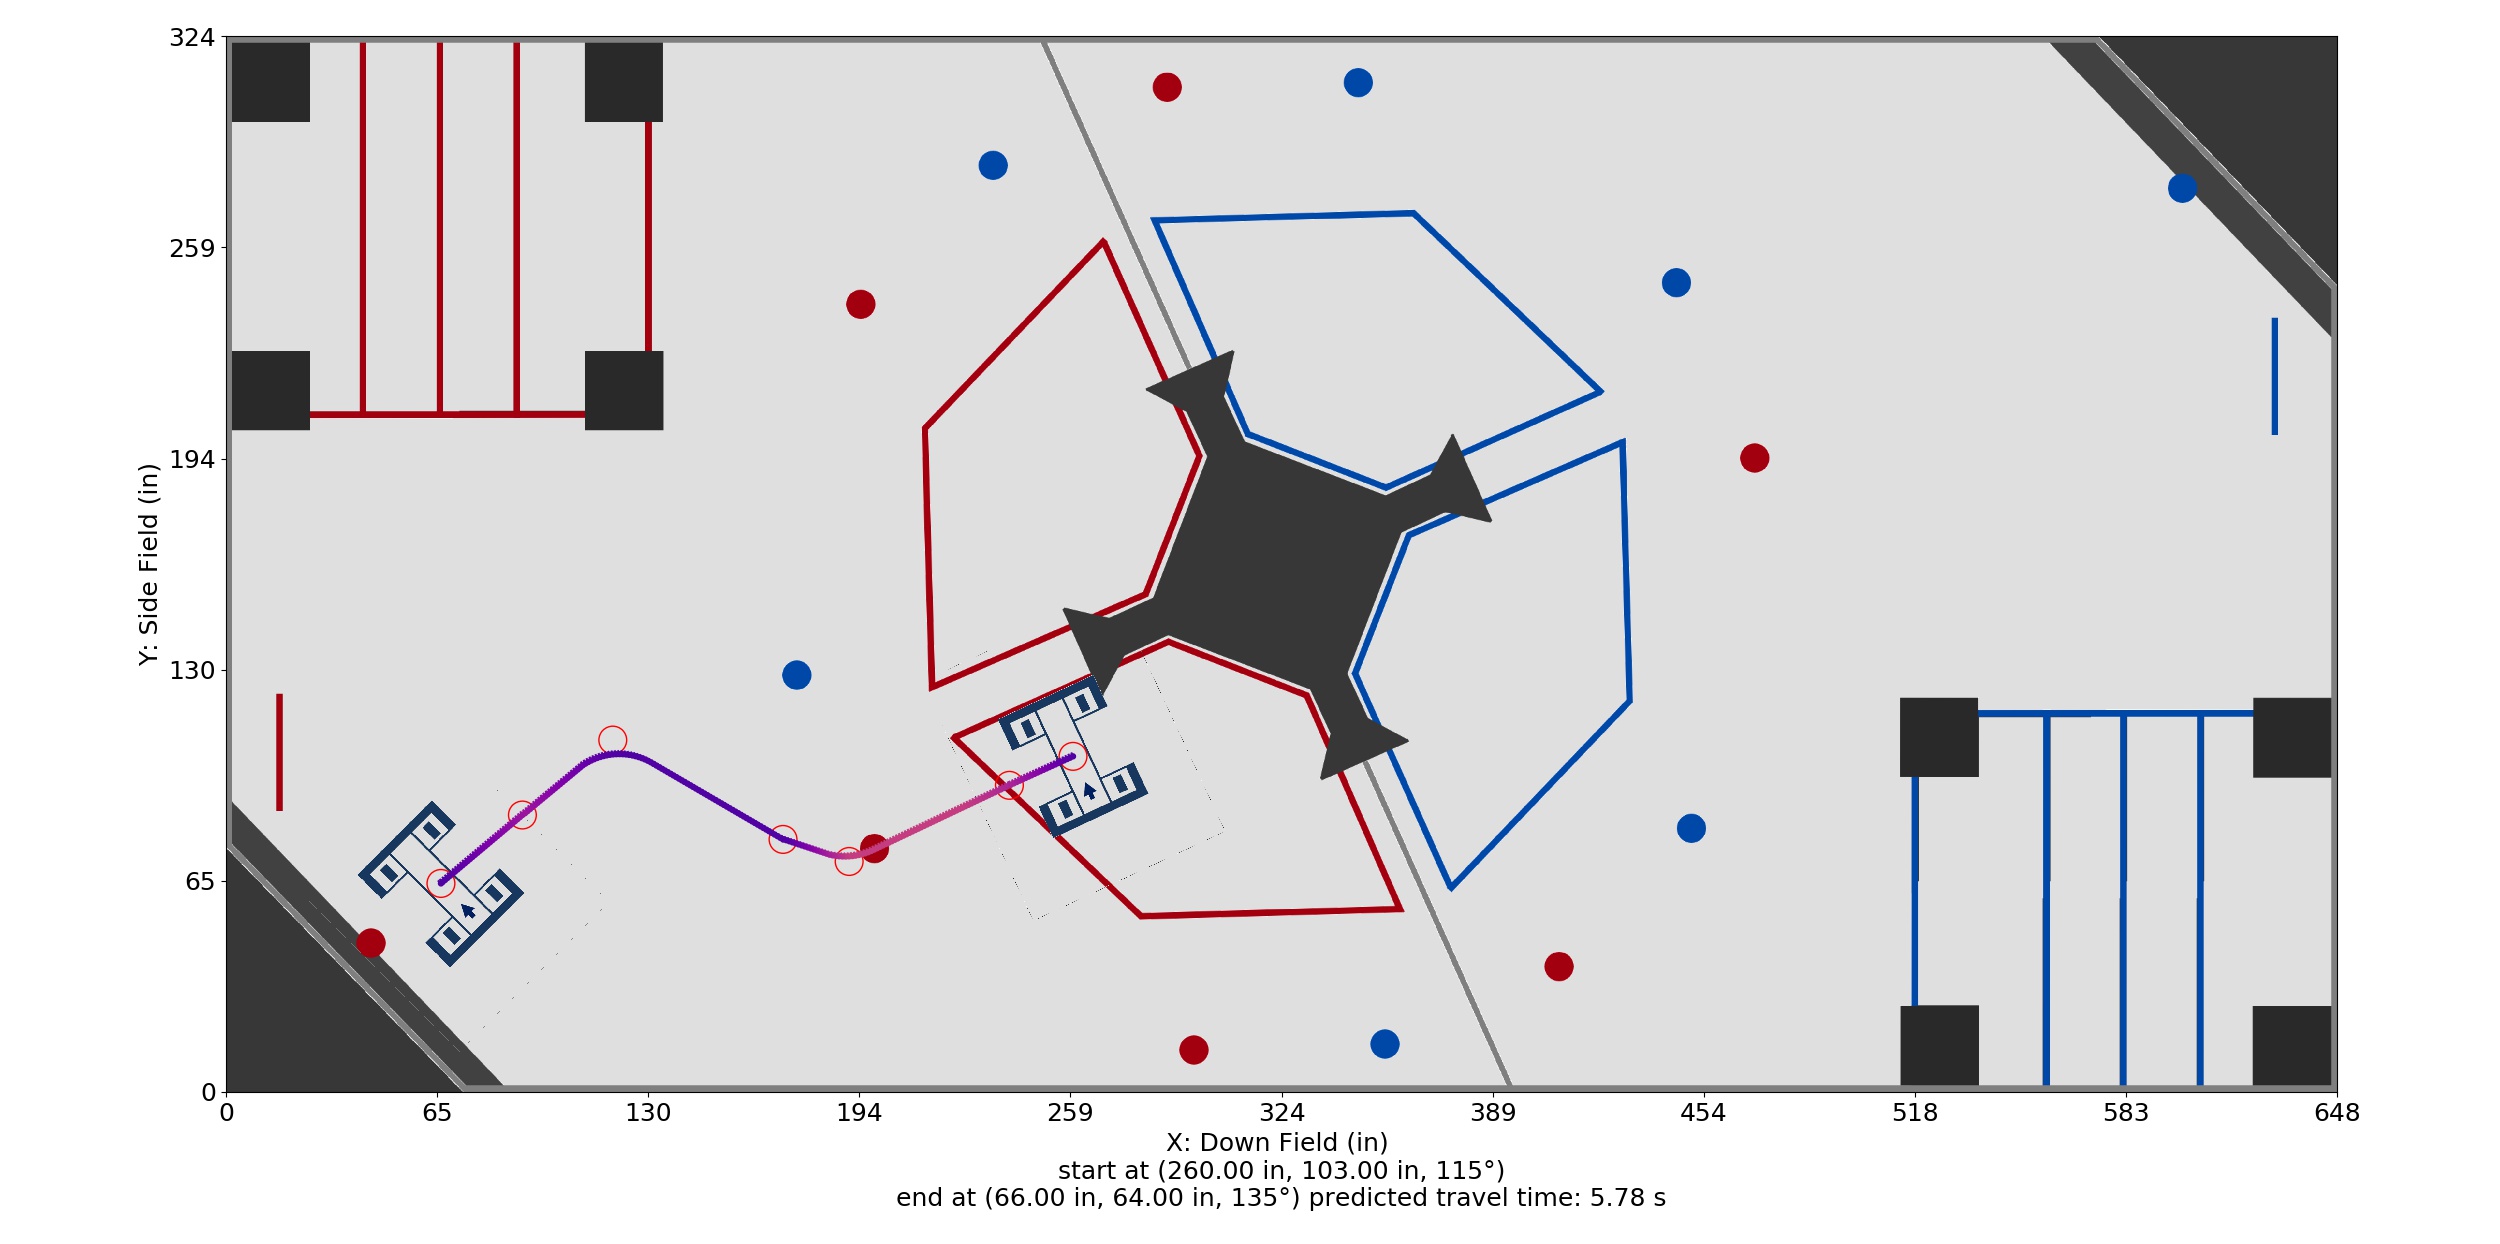 324
259
194
130
65
0
Y: Side Field (in)
0 65 130 194 259 324 389 454 518 583 648
X: Down Field (in)
start at (260.00 in, 103.00 in, 115°)
end at (66.00 in, 64.00 in, 135°) predicted travel time: 5.78 s